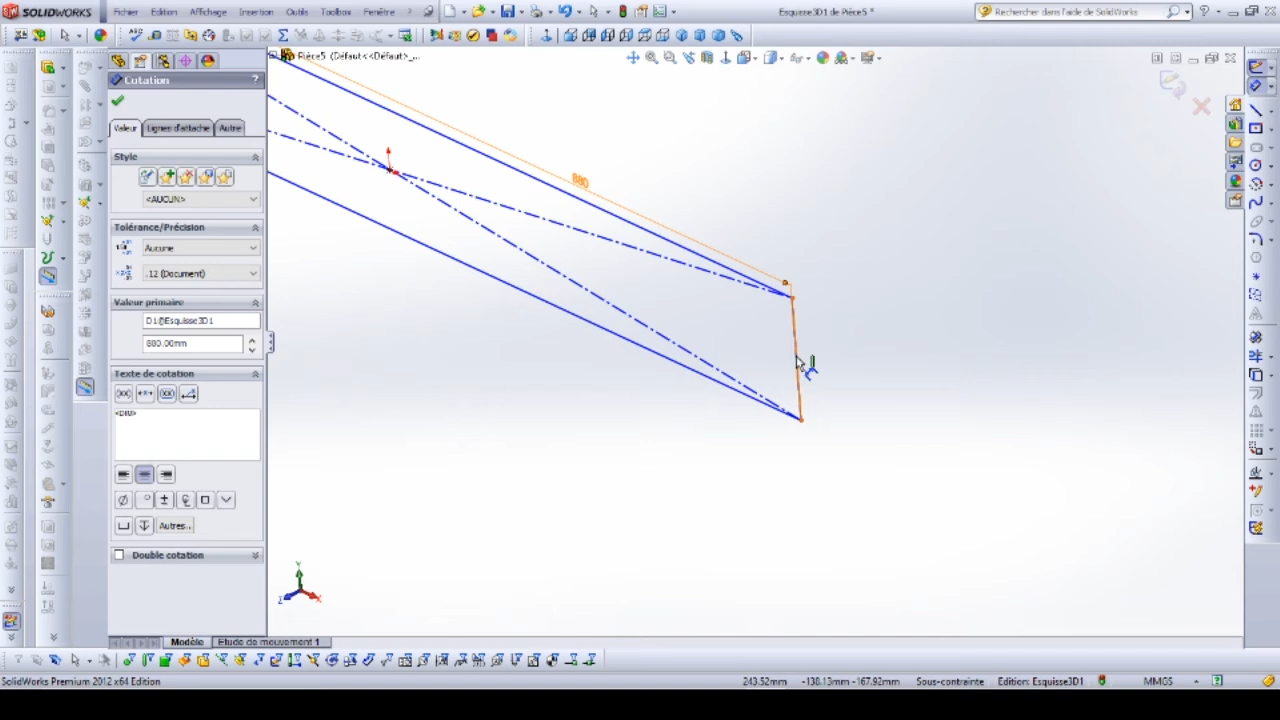 SOLIDWORKS Fichier Edition Affichage Insertion Outils Toolbox Fenêtre ? Esquisse3D1 de Pièce5 * Rechercher dans l'aide de SolidWorks
Pièce5 (Défaut<<Défaut>_...
Cotation ?
Valeur Lignes d'attache Autre
Style
<AUCUN>
Tolérance/Précision
Aucune
.12 (Document)
Valeur primaire
D1@Esquisse3D1
880.00mm
Texte de cotation
<DIM>
Autres...
Double cotation
880
Y
Z
X
Modèle Etude de mouvement 1
SolidWorks Premium 2012 x64 Edition 243.52mm -138.13mm -167.92mm Sous-contrainte Edition: Esquisse3D1 MMGS